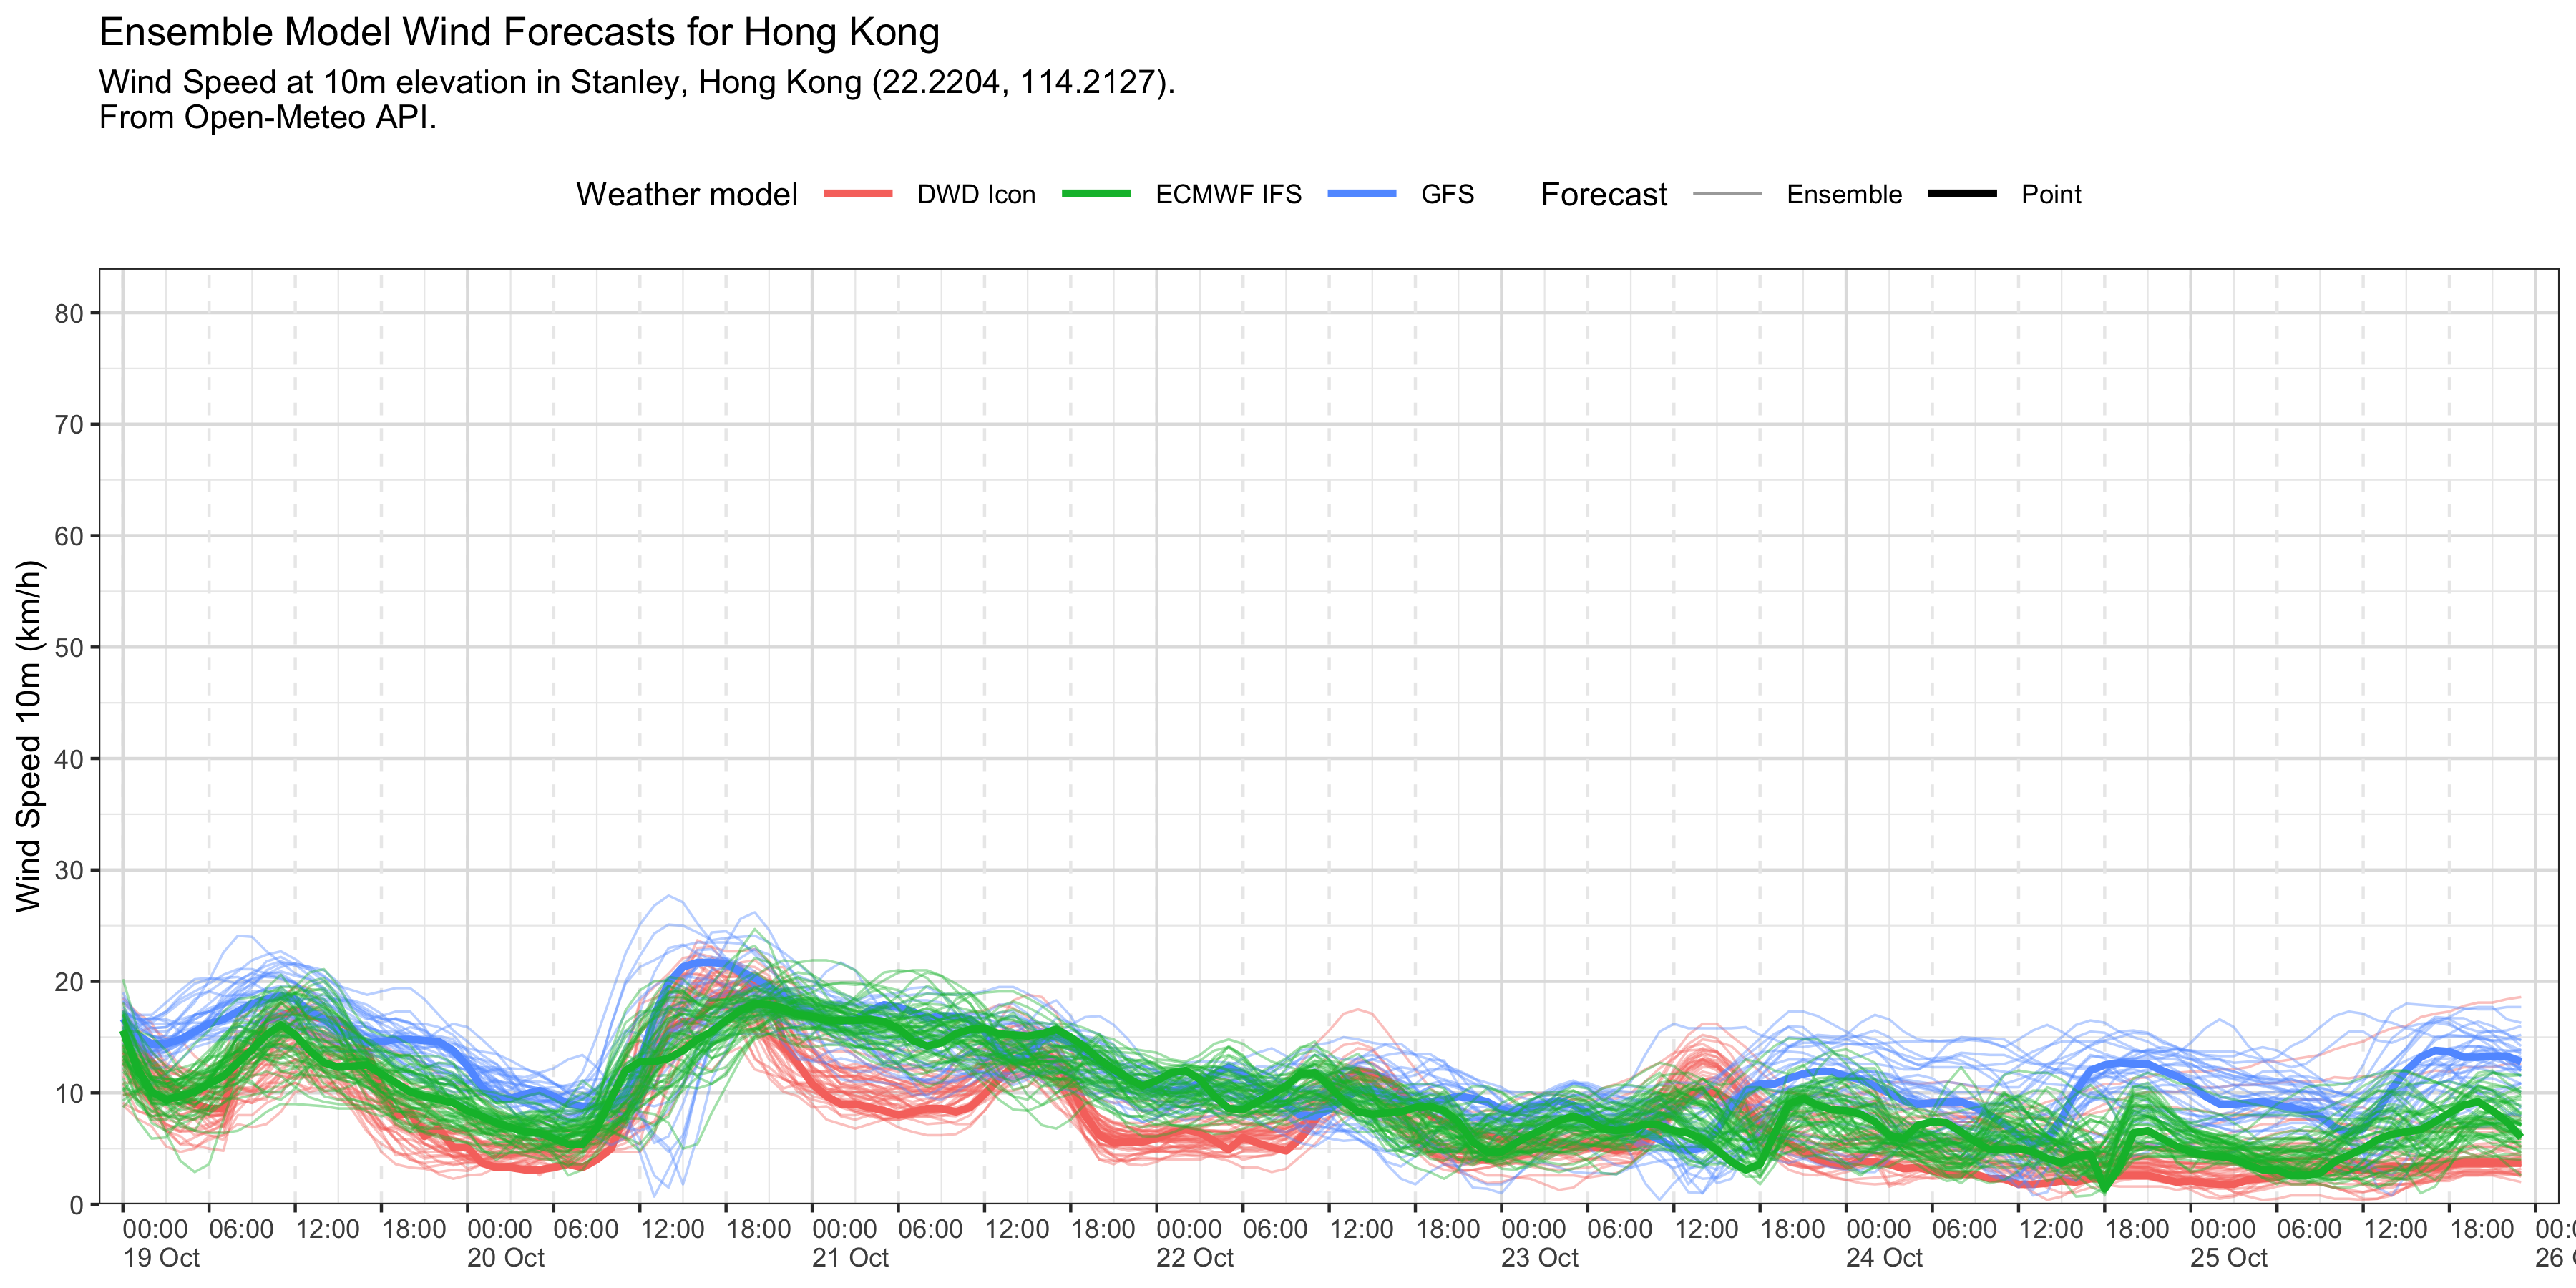 Ensemble Model Wind Forecasts for Hong Kong
Wind Speed at 10m elevation in Stanley, Hong Kong (22.2204, 114.2127).
From Open-Meteo API.
Weather model DWD Icon ECMWF IFS GFS Forecast Ensemble Point
Wind Speed 10m (km/h)
80
70
60
50
40
30
20
10
0
00:00 06:00 12:00 18:00 00:00 06:00 12:00 18:00 00:00 06:00 12:00 18:00 00:00 06:00 12:00 18:00 00:00 06:00 12:00 18:00 00:00 06:00 12:00 18:00 00:00 06:00 12:00 18:00
19 Oct 20 Oct 21 Oct 22 Oct 23 Oct 24 Oct 25 Oct 26